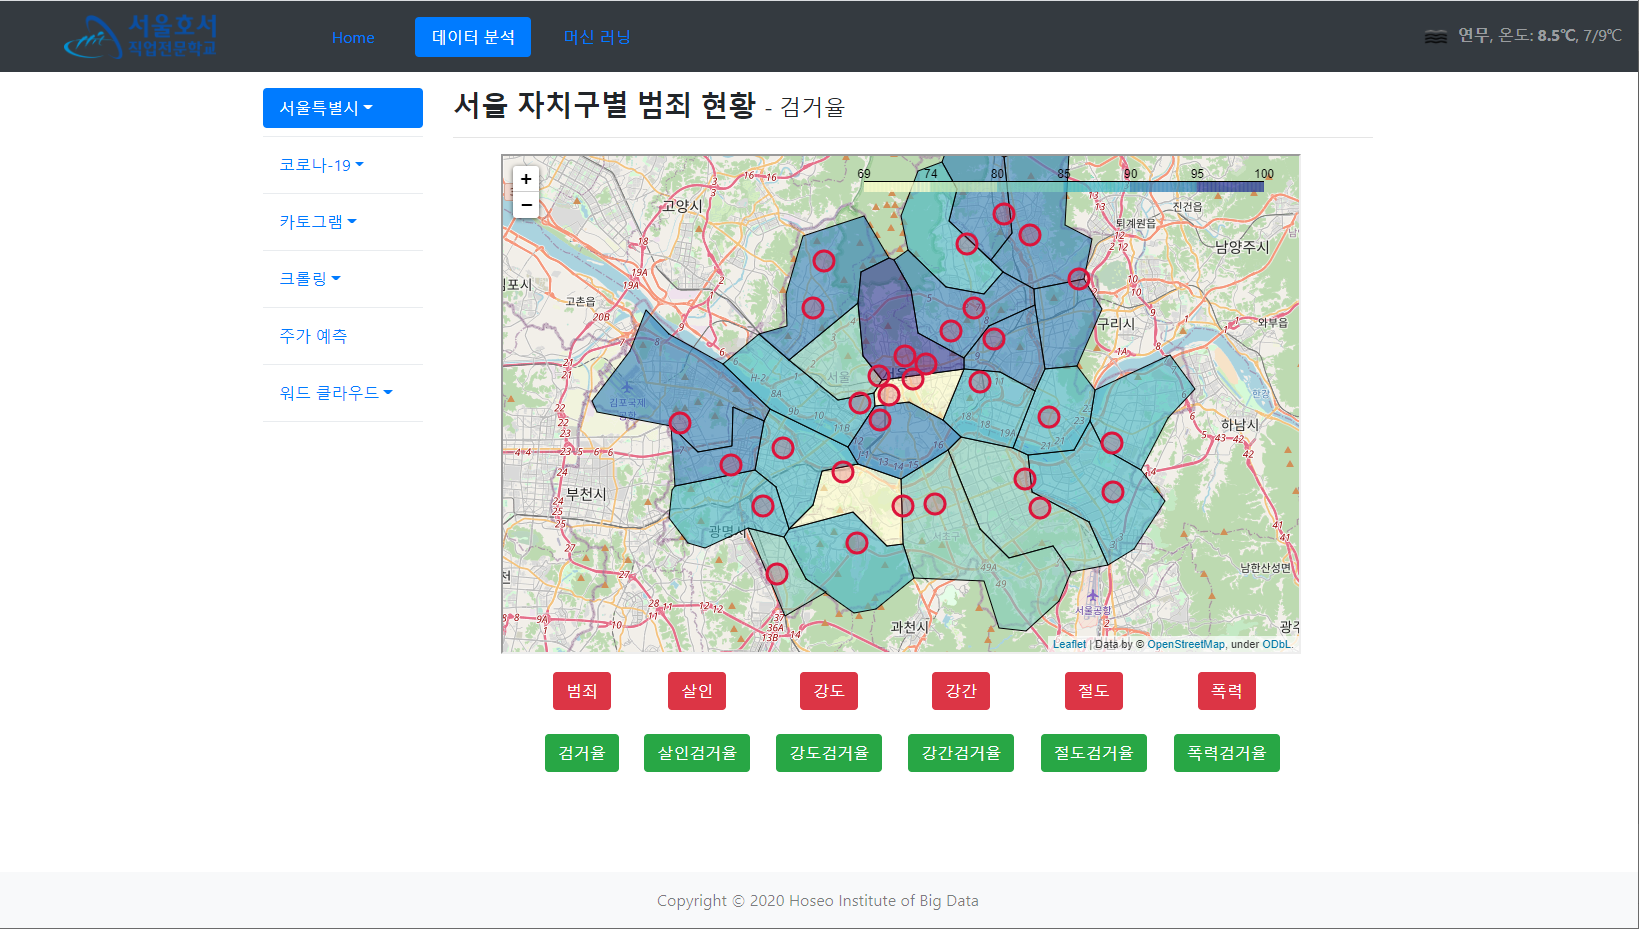 서울호서
직업전문학교
Home
데이터 분석
머신 러닝
연무, 온도: 8.5℃, 7/9℃
서울특별시
코로나-19
카토그램
크롤링
주가 예측
워드 클라우드
서울 자치구별 범죄 현황 - 검거율
+
−
69 74 80 85 90 95 100
고양시
진건읍
퇴계원읍
남양주시
고촌읍
구리시
와부읍
서울
김포국제
공항
한강
하남시
부천시
광명시
서초구
남한산성면
서울공항
과천시
Leaflet | Data by © OpenStreetMap, under ODbL.
범죄
살인
강도
강간
절도
폭력
검거율
살인검거율
강도검거율
강간검거율
절도검거율
폭력검거율
Copyright © 2020 Hoseo Institute of Big Data